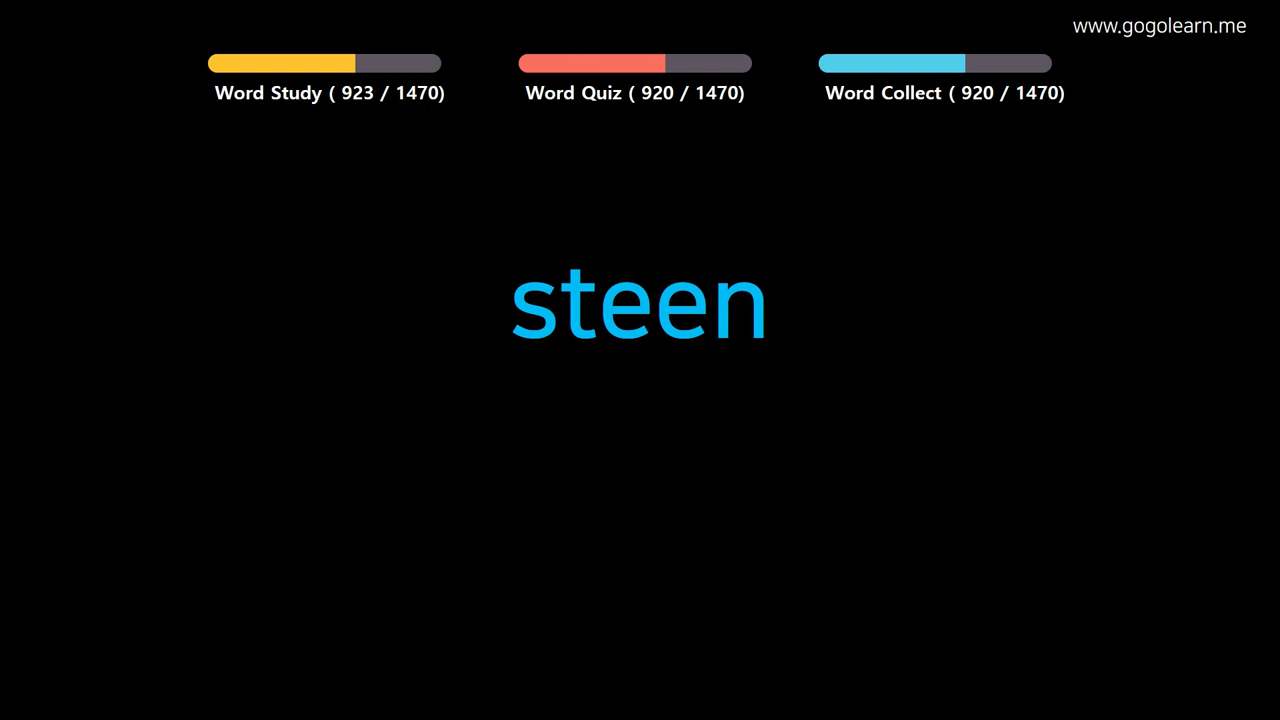 www.gogolearn.me
Word Study ( 923 / 1470)
Word Quiz ( 920 / 1470)
Word Collect ( 920 / 1470)
steen